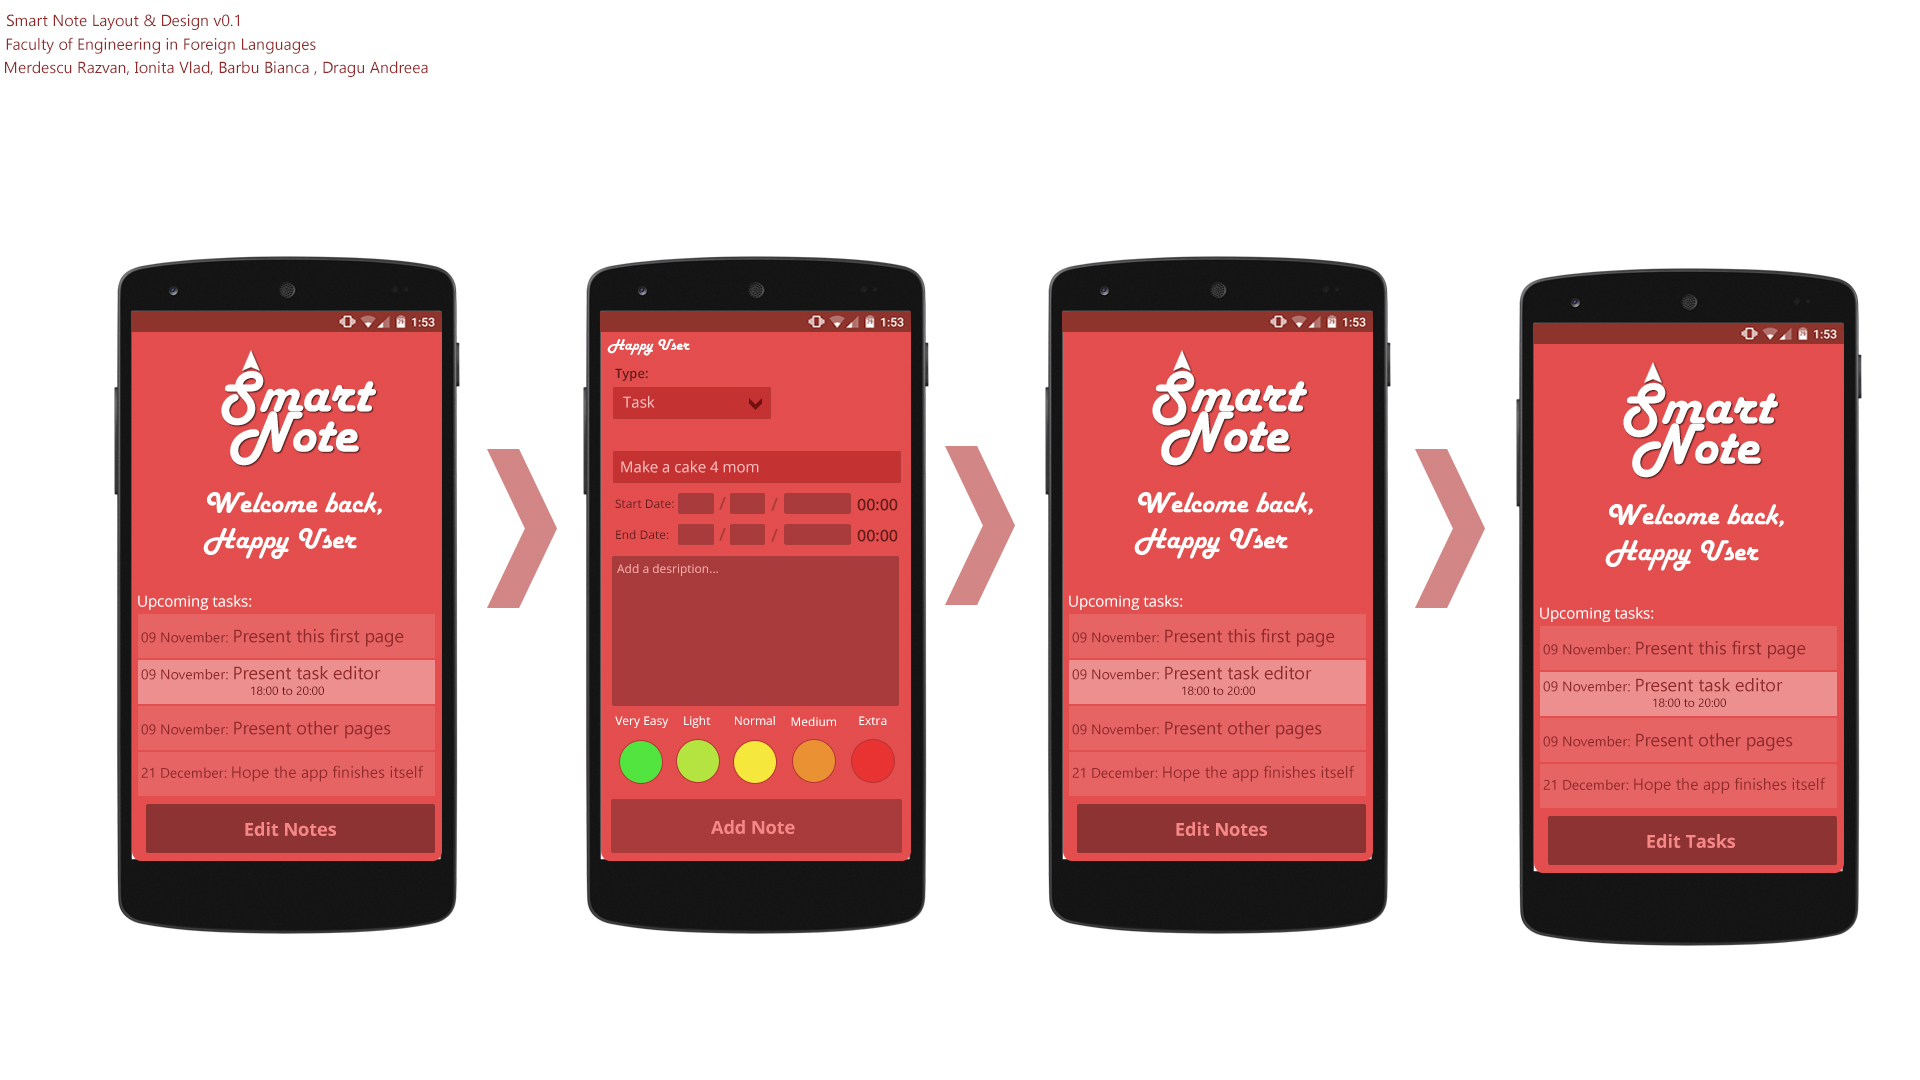 Smart Note Layout & Design v0.1
Faculty of Engineering in Foreign Languages
Merdescu Razvan, Ionita Vlad, Barbu Bianca , Dragu Andreea
1:53
Smart
Note
Welcome back,
Happy User
Upcoming tasks:
09 November: Present this first page
09 November: Present task editor
18:00 to 20:00
09 November: Present other pages
21 December: Hope the app finishes itself
Edit Notes
1:53
Happy User
Type:
Task
Make a cake 4 mom
Start Date: / / 00:00
End Date: / / 00:00
Add a desription...
Very Easy Light Normal Medium Extra
Add Note
1:53
Smart
Note
Welcome back,
Happy User
Upcoming tasks:
09 November: Present this first page
09 November: Present task editor
18:00 to 20:00
09 November: Present other pages
21 December: Hope the app finishes itself
Edit Notes
1:53
Smart
Note
Welcome back,
Happy User
Upcoming tasks:
09 November: Present this first page
09 November: Present task editor
18:00 to 20:00
09 November: Present other pages
21 December: Hope the app finishes itself
Edit Tasks